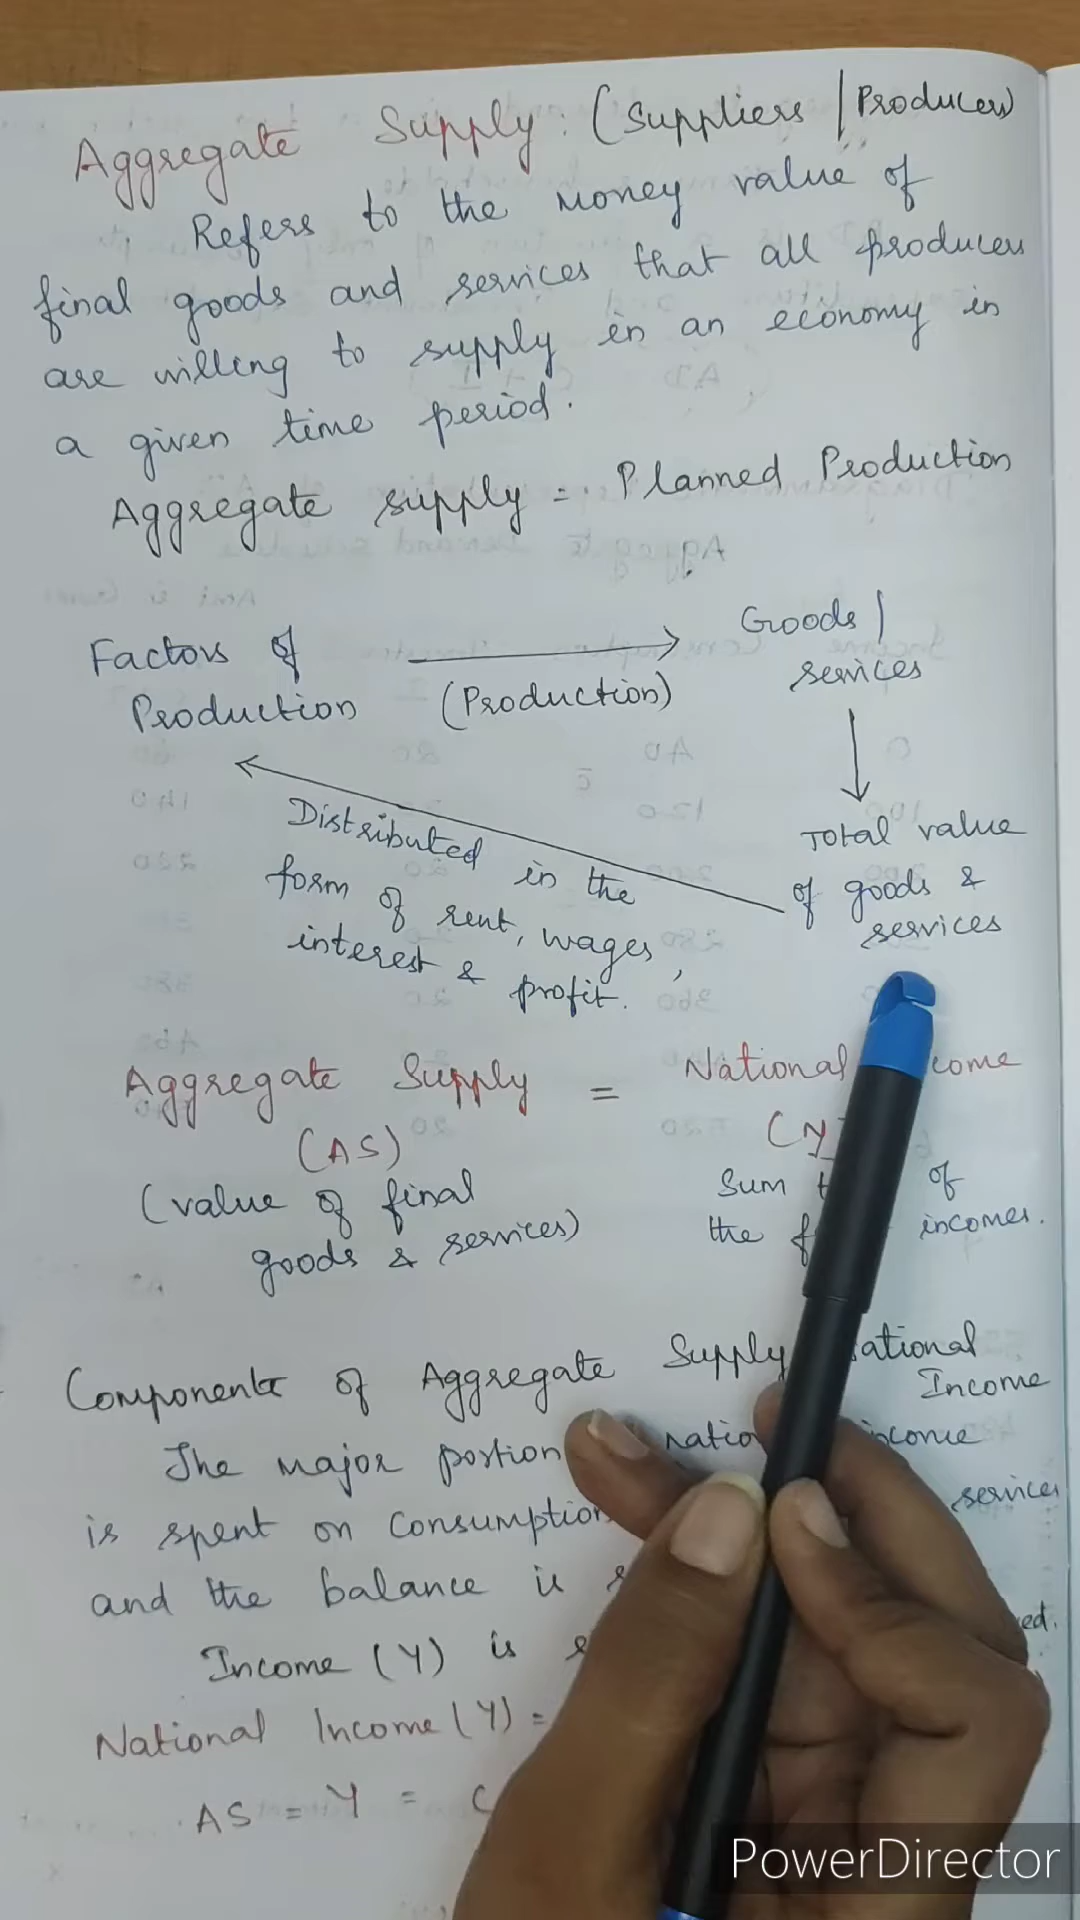 Aggregate Supply: (Suppliers | Producers)
Refers to the money value of
final goods and services that all producers
are willing to supply in an economy in
a given time period.
Aggregate supply = Planned Production
Factors of
Production
(Production)
Goods |
services
Total value
of goods &
services
Distributed in the
form of rent, wages,
interest & profit.
Aggregate Supply = National
come
(AS)
(Y
(value of final
goods & services)
Sum of
the incomes.
Components of Aggregate Supply
ational
Income
The major portion
is spent on consumption
services
and the balance is
ed.
Income (Y) is
National Income (Y) =
AS = Y = C
PowerDirector